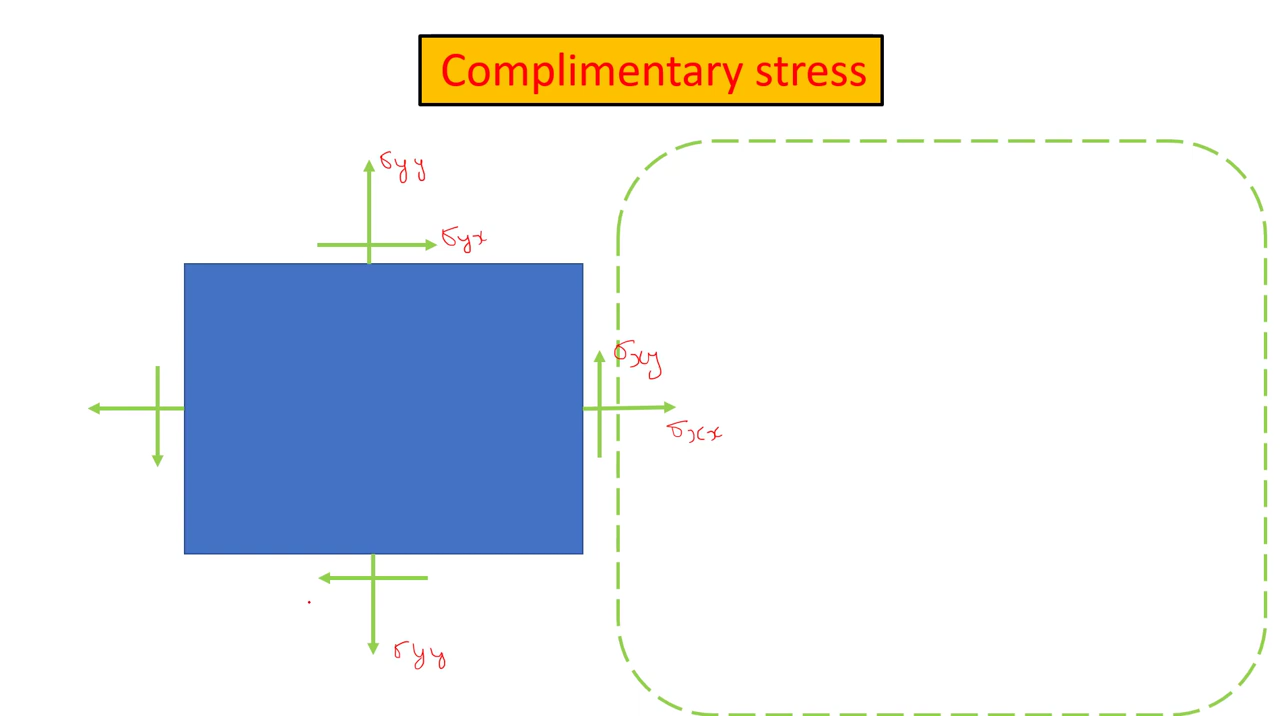 Complimentary stress
σyy
σyx
σxy
σxx
σyy